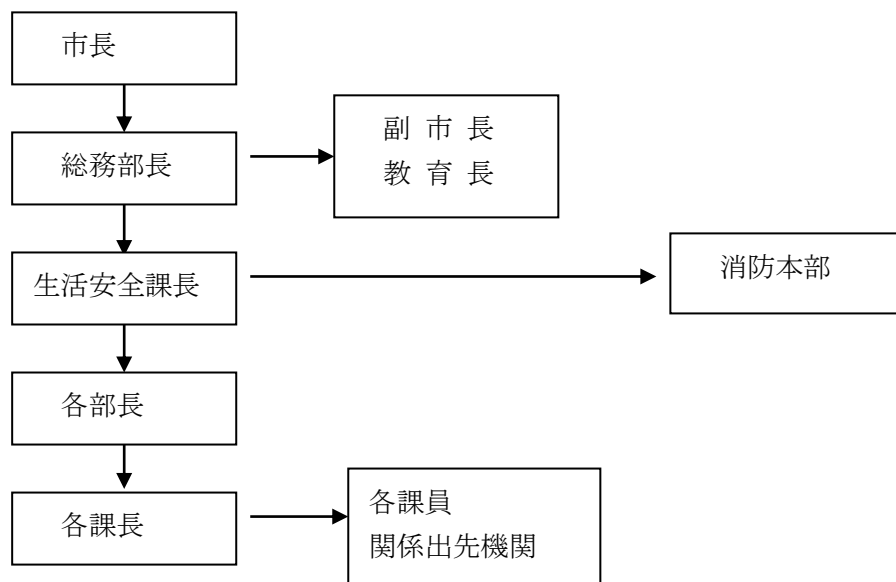 市長
総務部長
副 市 長
教 育 長
生活安全課長
消防本部
各部長
各課長
各課員
関係出先機関